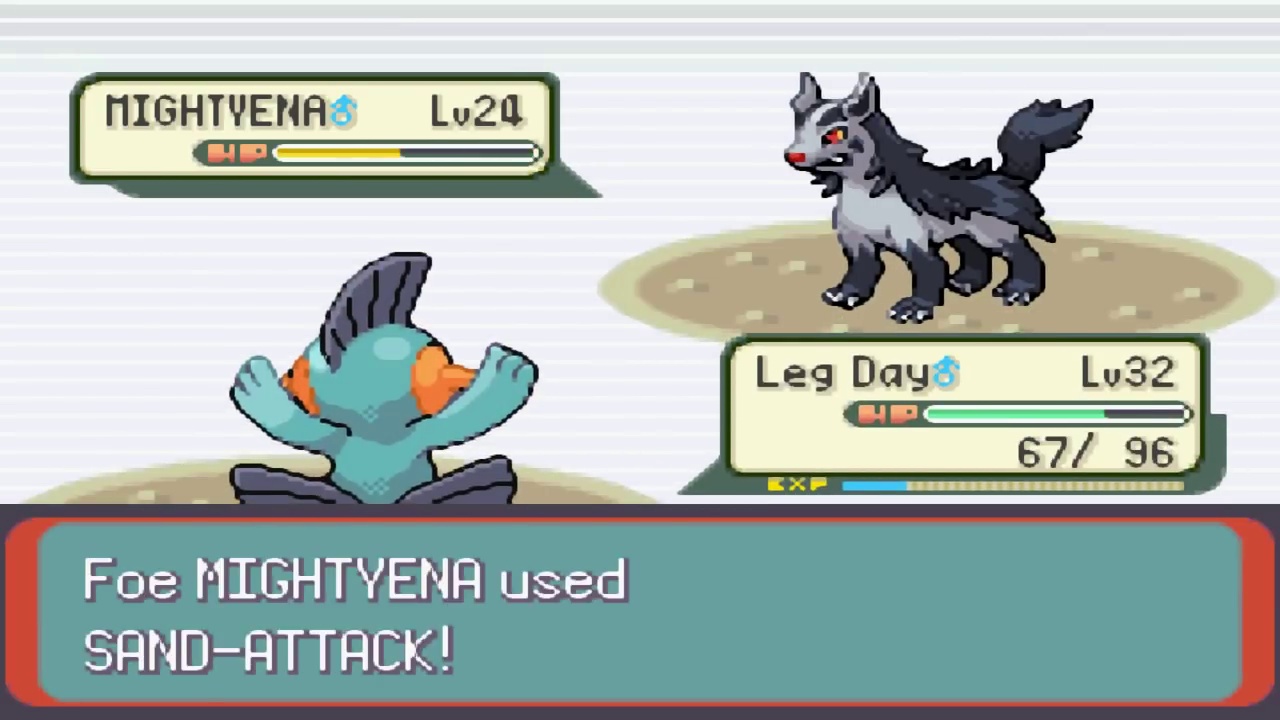 MIGHTYENA♂ Lv24
HP
Leg Day♂ Lv32
HP
67/ 96
EXP
Foe MIGHTYENA used
SAND-ATTACK!